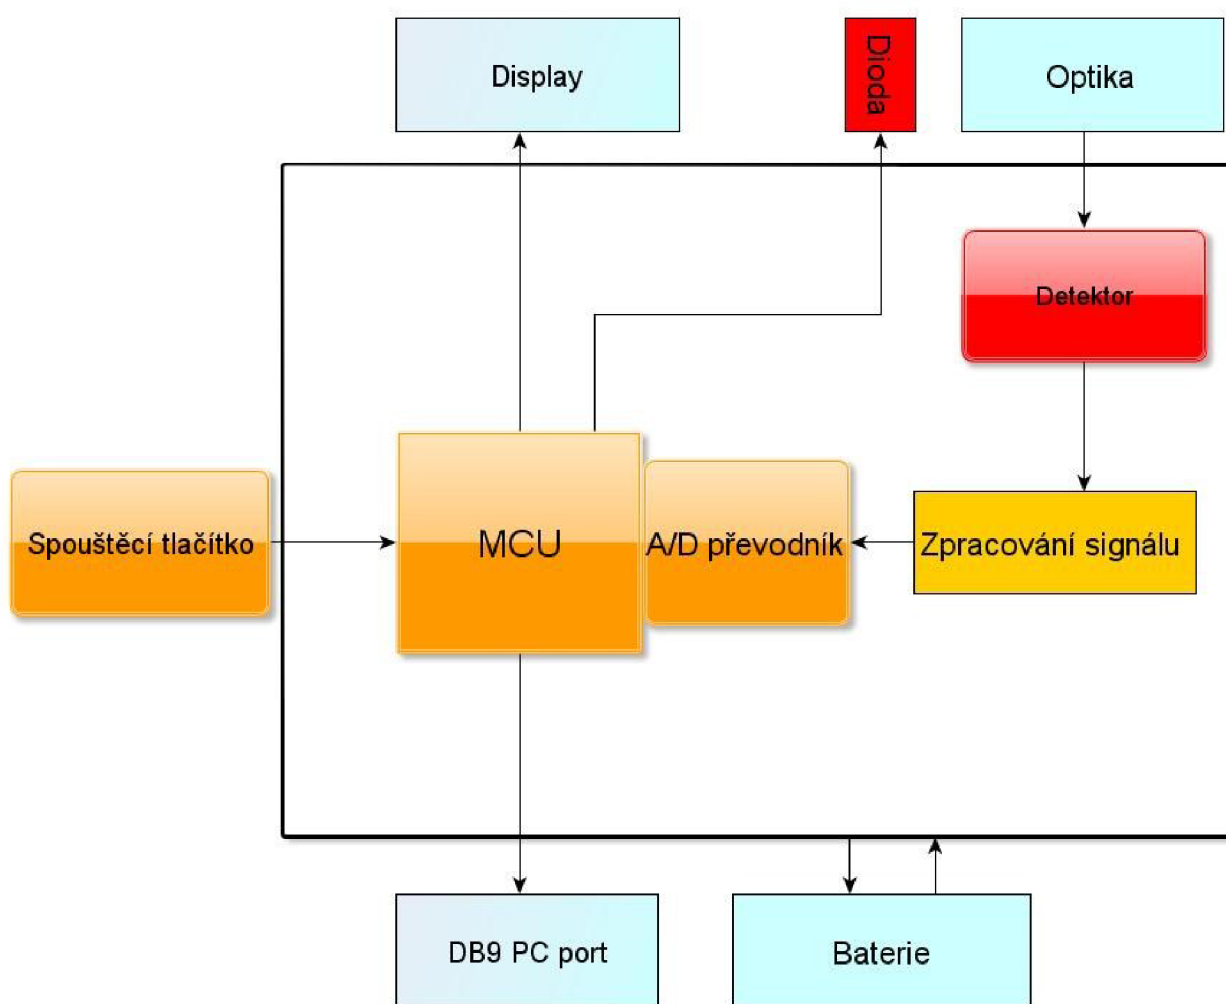 Display
Dioda
Optika
Detektor
Spouštěcí tlačítko
MCU
A/D převodník
Zpracování signálu
DB9 PC port
Baterie